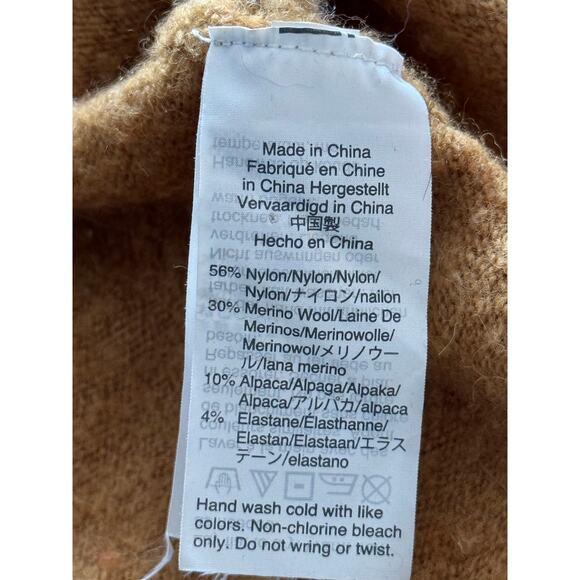 Made in China
Fabriqué en Chine
in China Hergestellt
Vervaardigd in China
中国製
Hecho en China
56% Nylon/Nylon/Nylon/
Nylon/ナイロン/nailon
30% Merino Wool/Laine De
Merinos/Merinowolle/
Merinowol/メリノウー
ル/lana merino
10% Alpaca/Alpaga/Alpaka/
Alpaca/アルパカ/alpaca
4% Elastane/Elasthanne/
Elastan/Elastaan/エラス
テーン/elastano
Hand wash cold with like
colors. Non-chlorine bleach
only. Do not wring or twist.